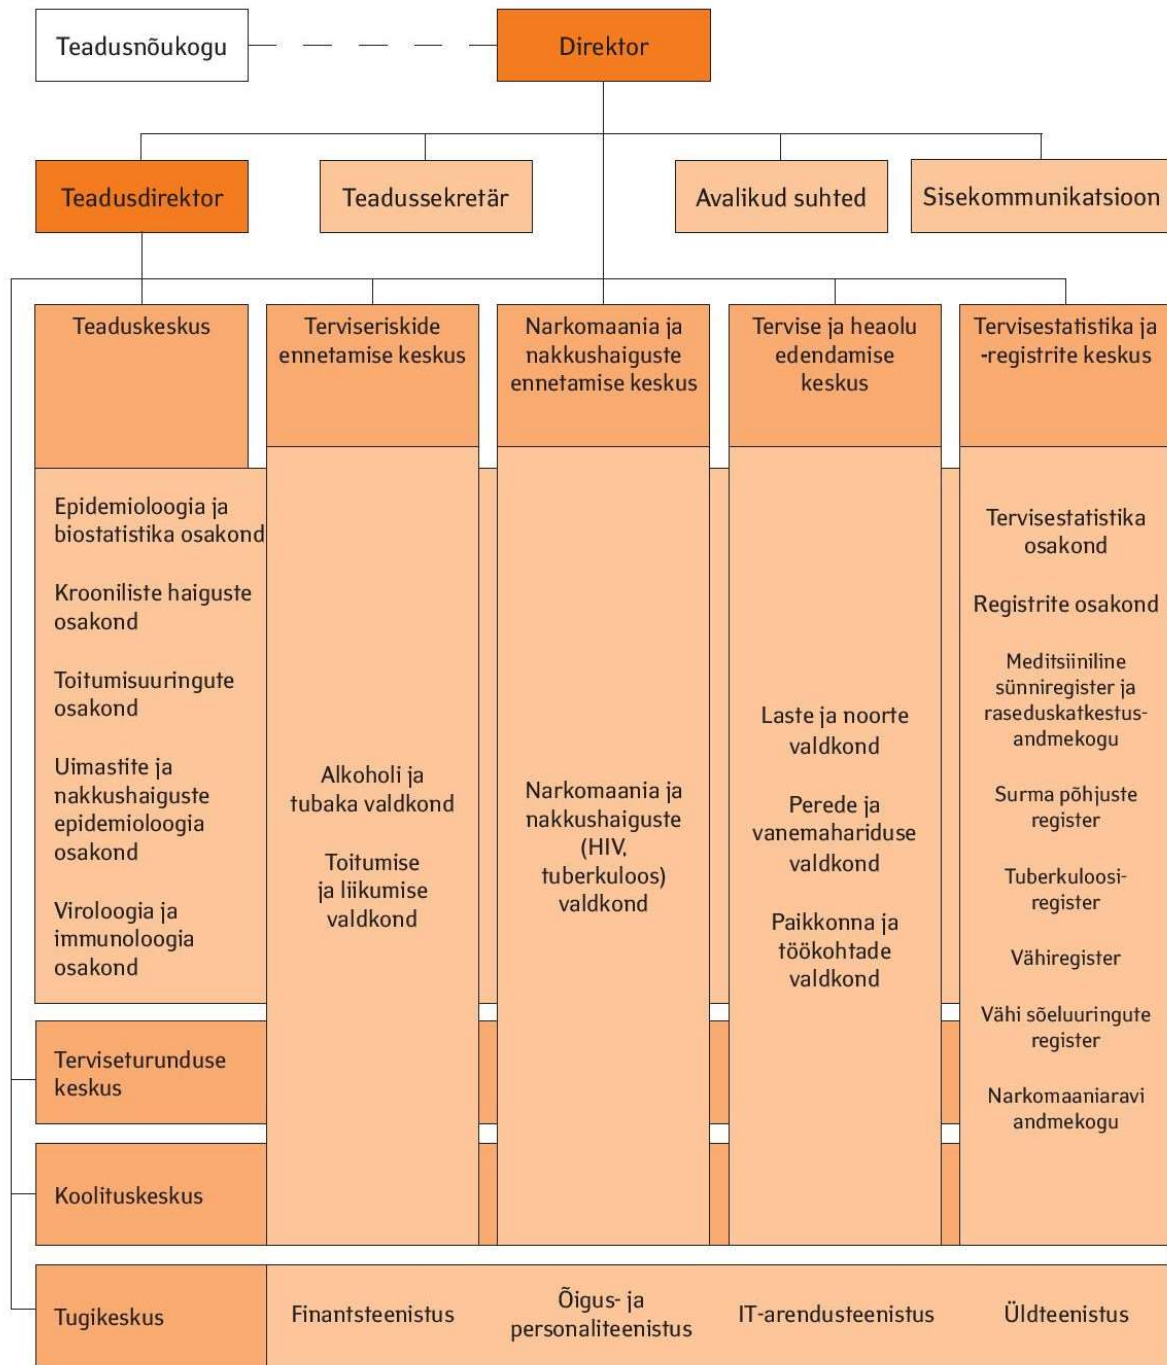 Teadusnõukogu
Direktor
Teadusdirektor
Teadussekretär
Avalikud suhted
Sisekommunikatsioon
Teaduskeskus
Terviseriskide
ennetamise keskus
Narkomaania ja
nakkushaiguste
ennetamise keskus
Tervise ja heaolu
edendamise
keskus
Tervisestatistika ja
-registrite keskus
Epidemioloogia ja
biostatistika osakond
Krooniliste haiguste
osakond
Toitumisuuringute
osakond
Uimastite ja
nakkushaiguste
epidemioloogia
osakond
Viroloogia ja
immunoloogia
osakond
Alkoholi ja
tubaka valdkond
Toitumise
ja liikumise
valdkond
Narkomaania ja
nakkushaiguste
(HIV,
tuberkuloos)
valdkond
Laste ja noorte
valdkond
Perede ja
vanemahariduse
valdkond
Paikkonna ja
töökohtade
valdkond
Tervisestatistika
osakond
Registrite osakond
Meditsiiniline
sünniregister ja
raseduskatkestus-
andmekogu
Surma põhjuste
register
Tuberkuloosi-
register
Vähiregister
Vähi sõeluuringute
register
Narkomaaniaravi
andmekogu
Terviseturunduse
keskus
Koolituskeskus
Tugikeskus
Finantsteenistus
Õigus- ja
personaliteenistus
IT-arendusteenistus
Üldteenistus